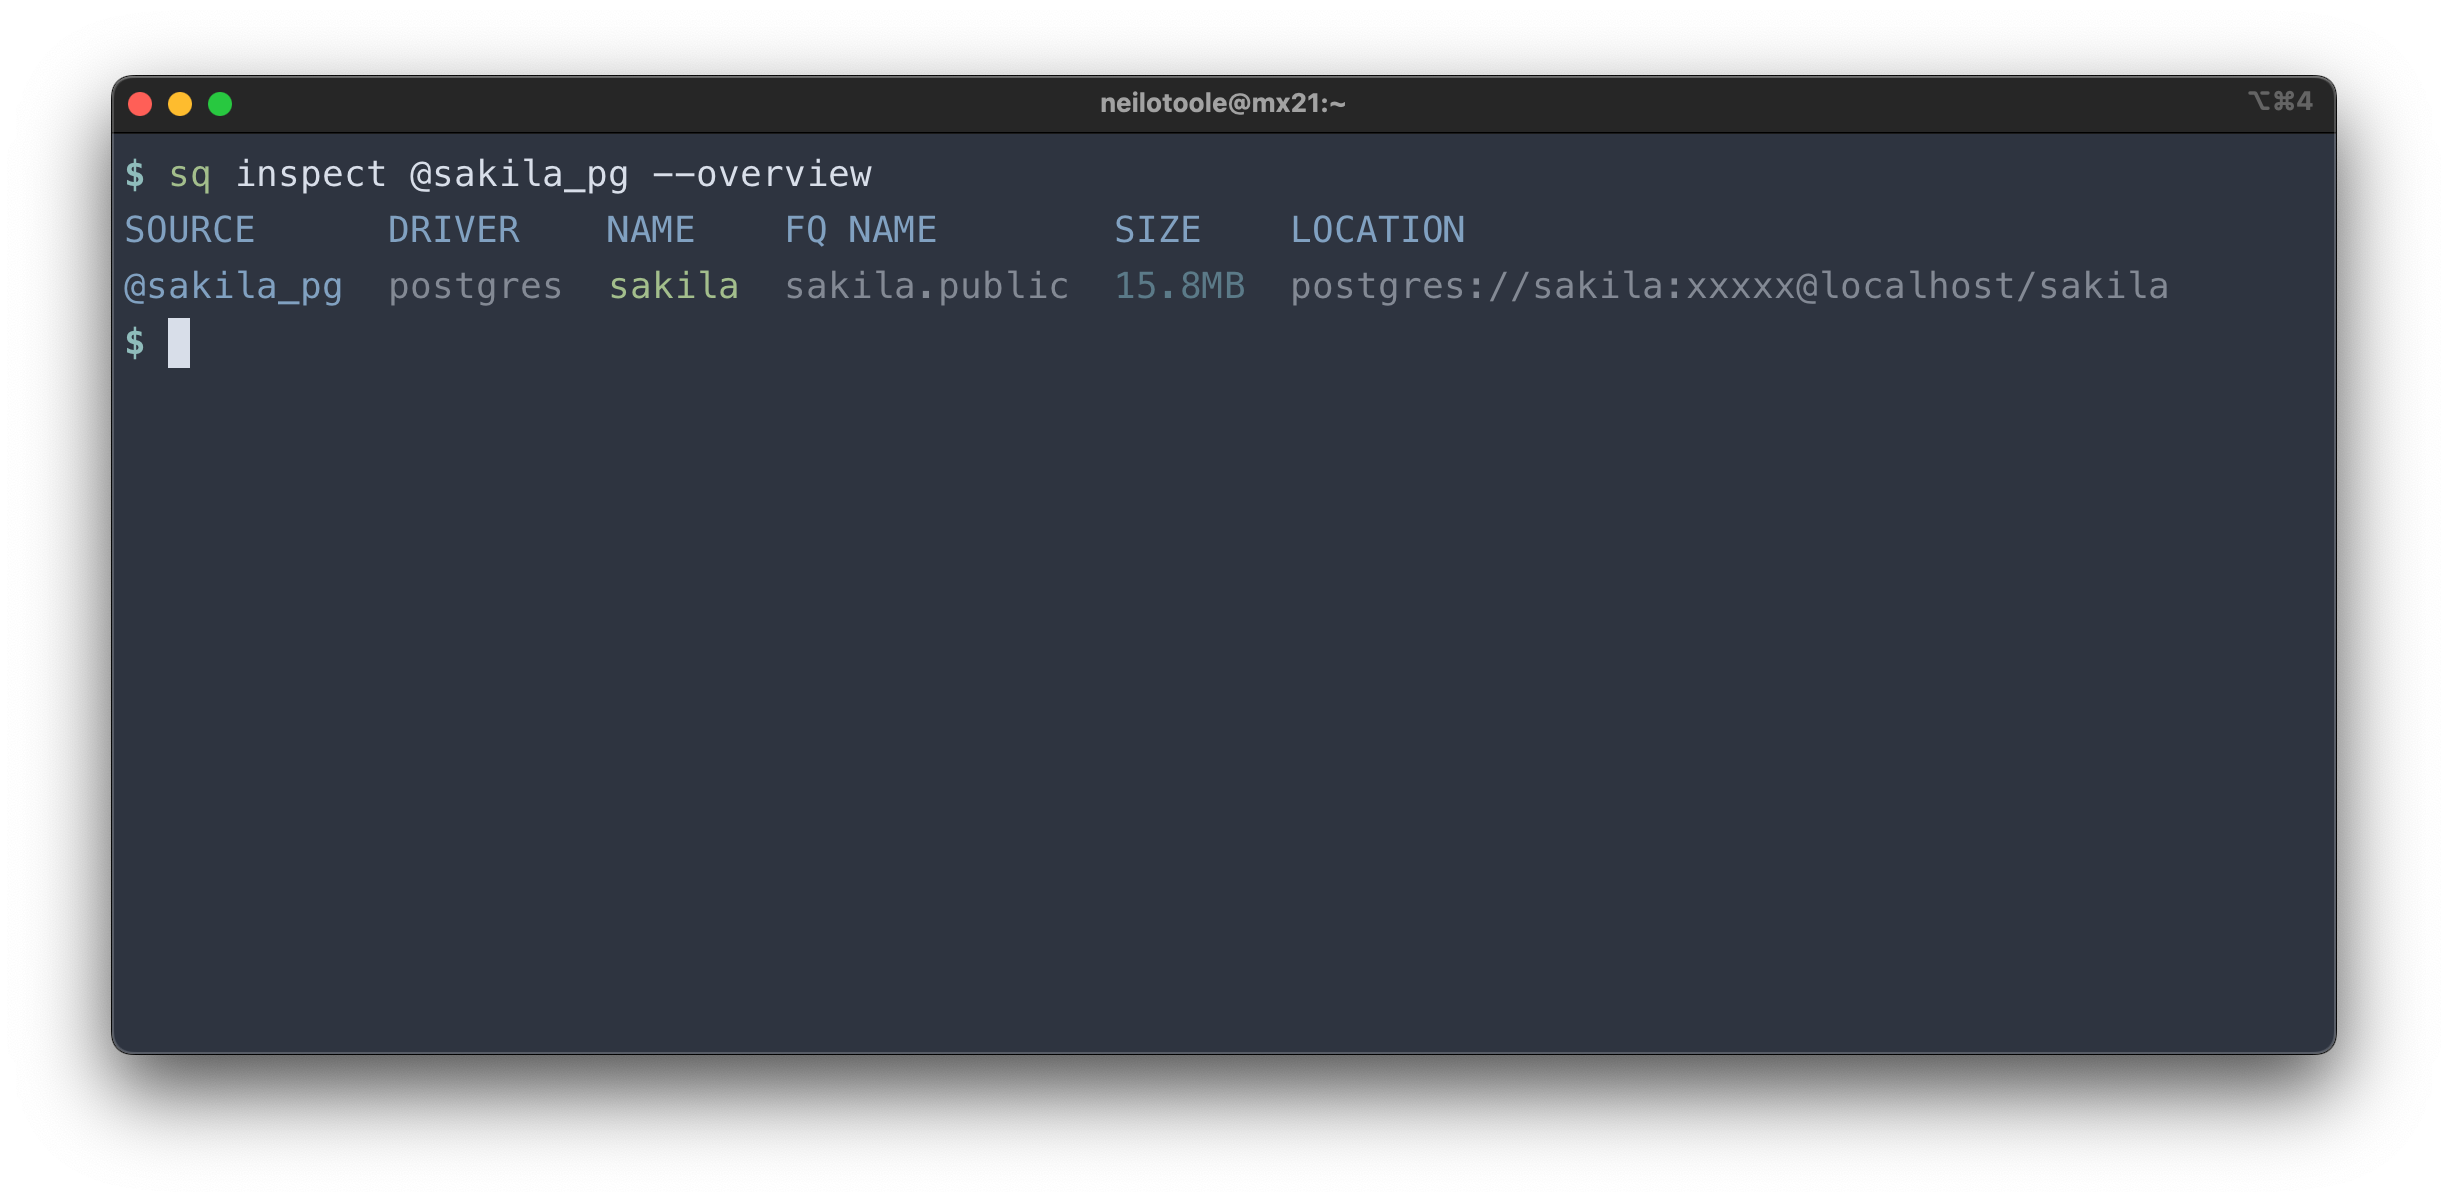 neilotoole@mx21:~
⌥⌘4
$ sq inspect @sakila_pg --overview
SOURCE DRIVER NAME FQ NAME SIZE LOCATION
@sakila_pg postgres sakila sakila.public 15.8MB postgres://sakila:xxxxx@localhost/sakila
$